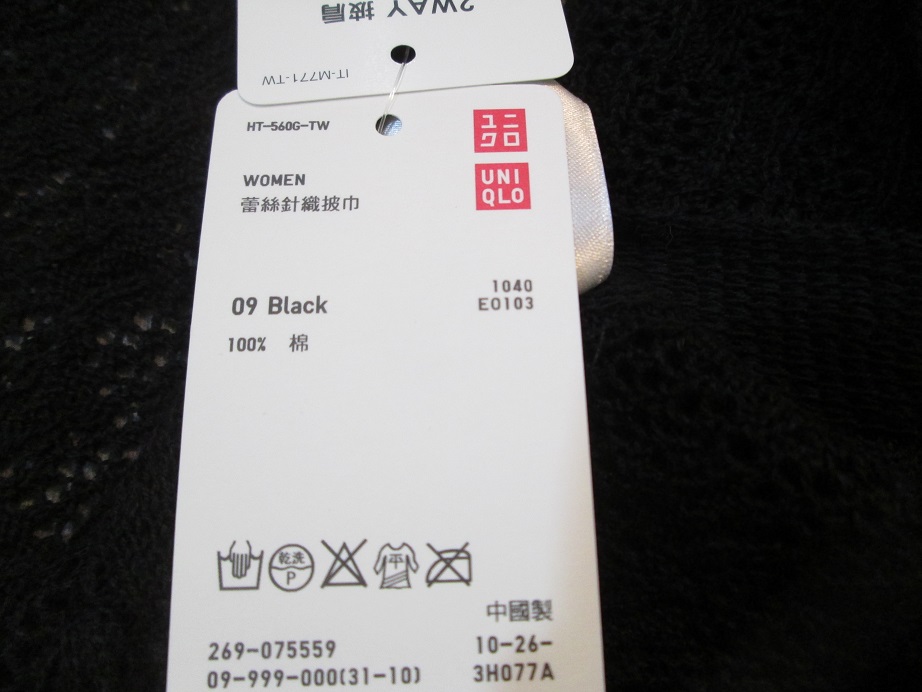 2WAY 披肩
IT-M771-TW
HT-560G-TW
ユニ
クロ
WOMEN
UNI
QLO
蕾絲針織披巾
1040
09 Black
EO103
100% 棉
乾洗
P
平
中國製
269-075559
10-26-
09-999-000(31-10)
3H077A